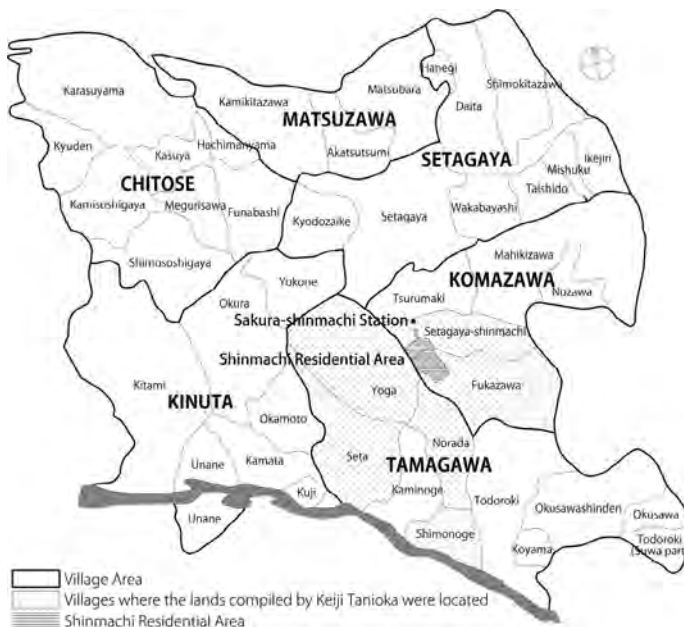 Karasuyama
Kamikitazawa
Matsubara
Hanegi
Shimokitazawa
Daita
MATSUZAWA
Kyuden
Kasuya
Hachimanyama
Akatsutsumi
SETAGAYA
Mishuku
Ikejiri
Taishido
CHITOSE
Kamisoshigaya
Megurisawa
Funabashi
Kyodozaike
Setagaya
Wakabayashi
Shimososhigaya
Yokone
Okura
KOMAZAWA
Mahikizawa
Nozawa
Tsurumaki
Sakura-shinmachi Station
Setagaya-shinmachi
Shinmachi Residential Area
Fukazawa
Kitami
KINUTA
Yoga
Okamoto
Norada
Seta
TAMAGAWA
Unane
Kamata
Kuji
Kaminoge
Todoroki
Unane
Shimonoge
Okusawashinden
Okusawa
Koyama
Todoroki
(Suwa part
Village Area
Villages where the lands compiled by Keiji Tanioka were located
Shinmachi Residential Area